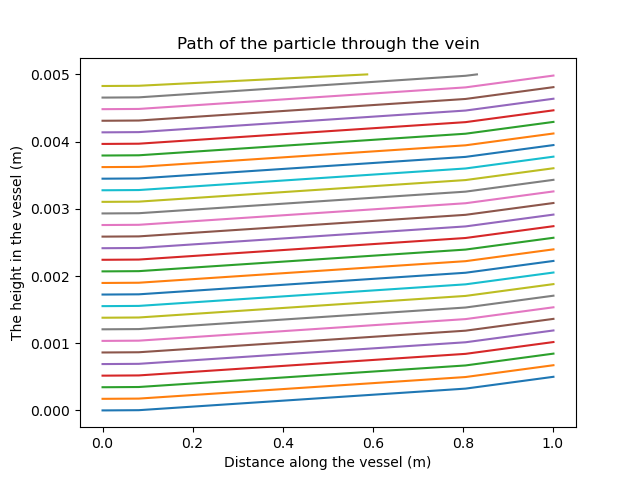 Path of the particle through the vein
The height in the vessel (m)
0.005
0.004
0.003
0.002
0.001
0.000
0.0 0.2 0.4 0.6 0.8 1.0
Distance along the vessel (m)